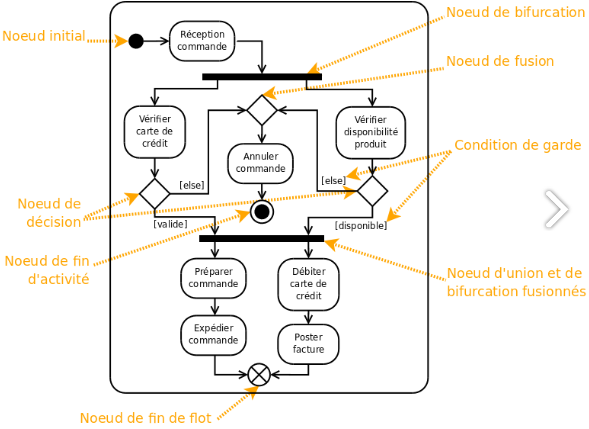 Noeud de bifurcation
Noeud initial
Réception
commande
Noeud de fusion
Vérifier
carte de
crédit
Vérifier
disponibilité
produit
Annuler
commande
Condition de garde
[else]
[else]
Noeud de
décision
[valide]
[disponible]
Noeud de fin
d'activité
Préparer
commande
Débiter
carte de
crédit
Noeud d'union et de
bifurcation fusionnés
Expédier
commande
Poster
facture
Noeud de fin de flot